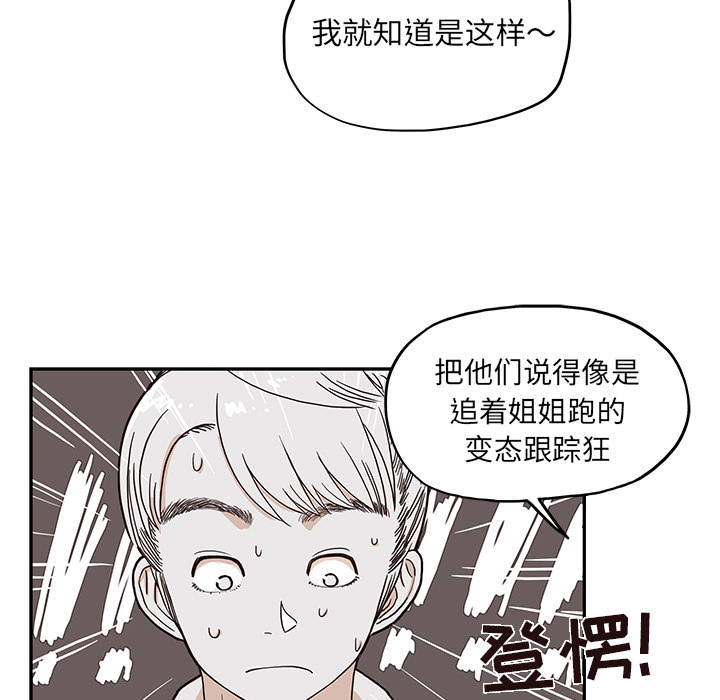 我就知道是这样～
把他们说得像是
追着姐姐跑的
变态跟踪狂
登愣!